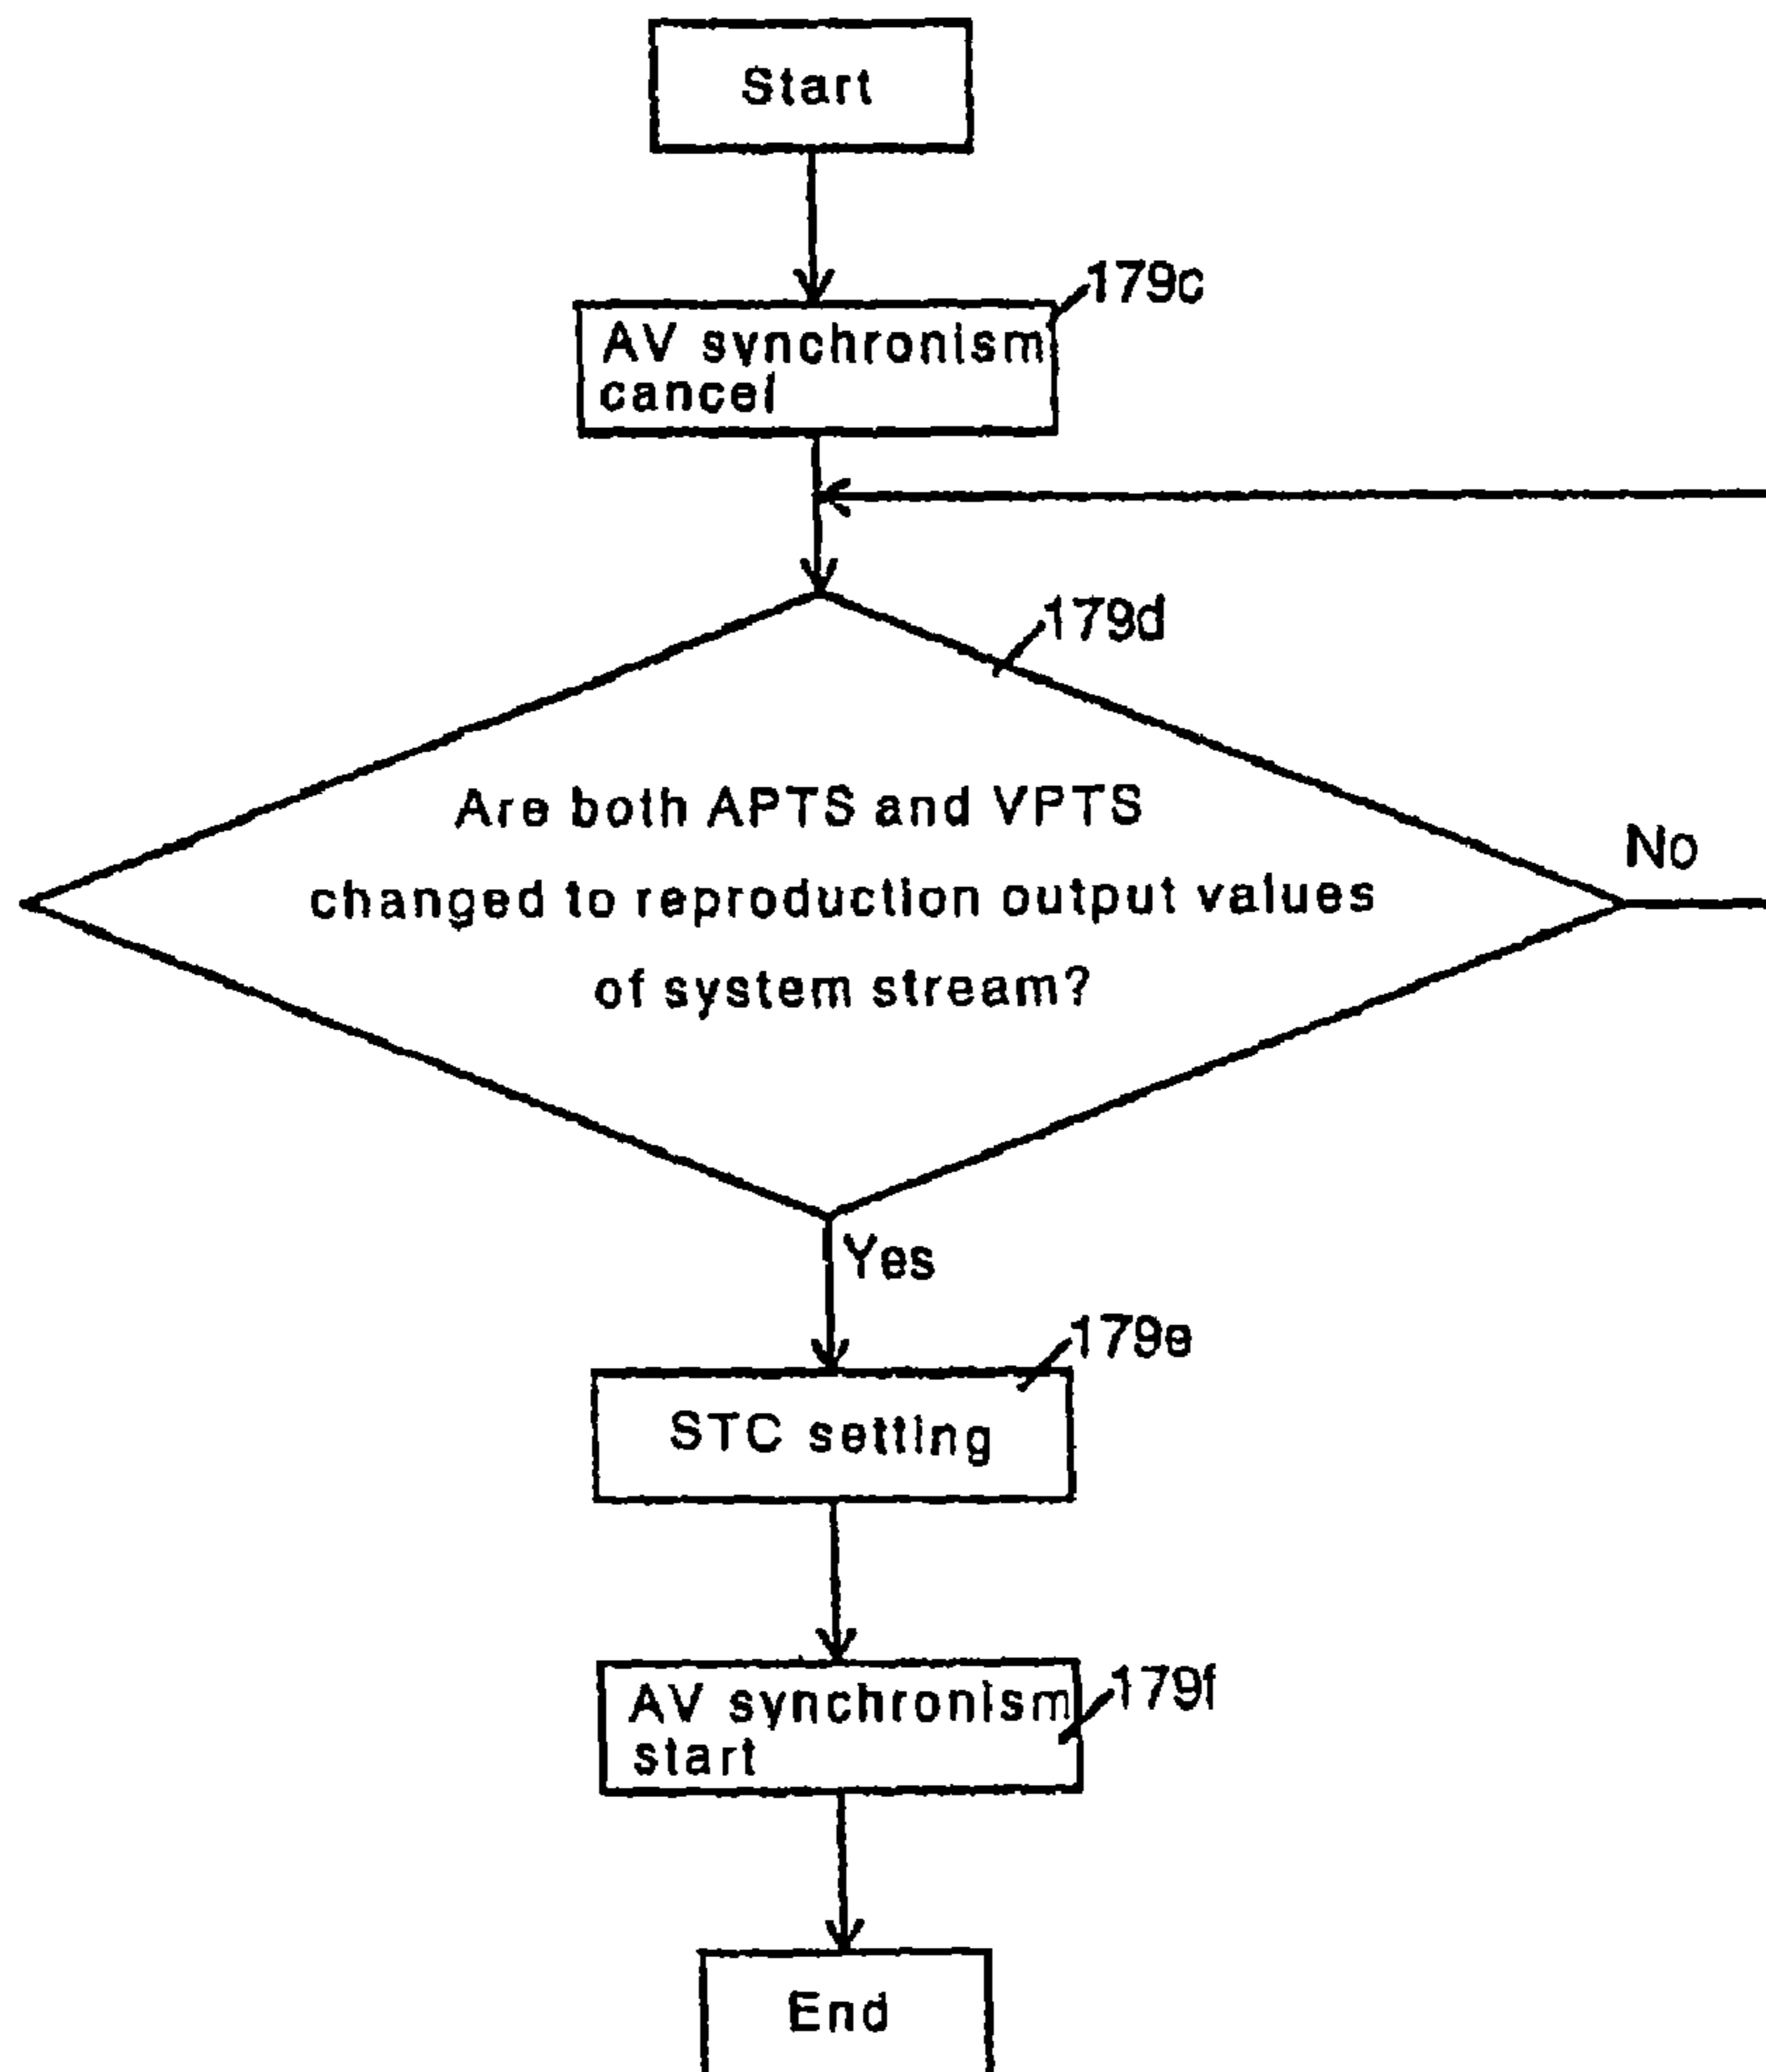 Start
179c
AV synchronism
cancel
179d
Are both APTS and VPTS
changed to reproduction output values
of system stream?
No
Yes
179e
STC setting
179f
AV synchronism
start
End